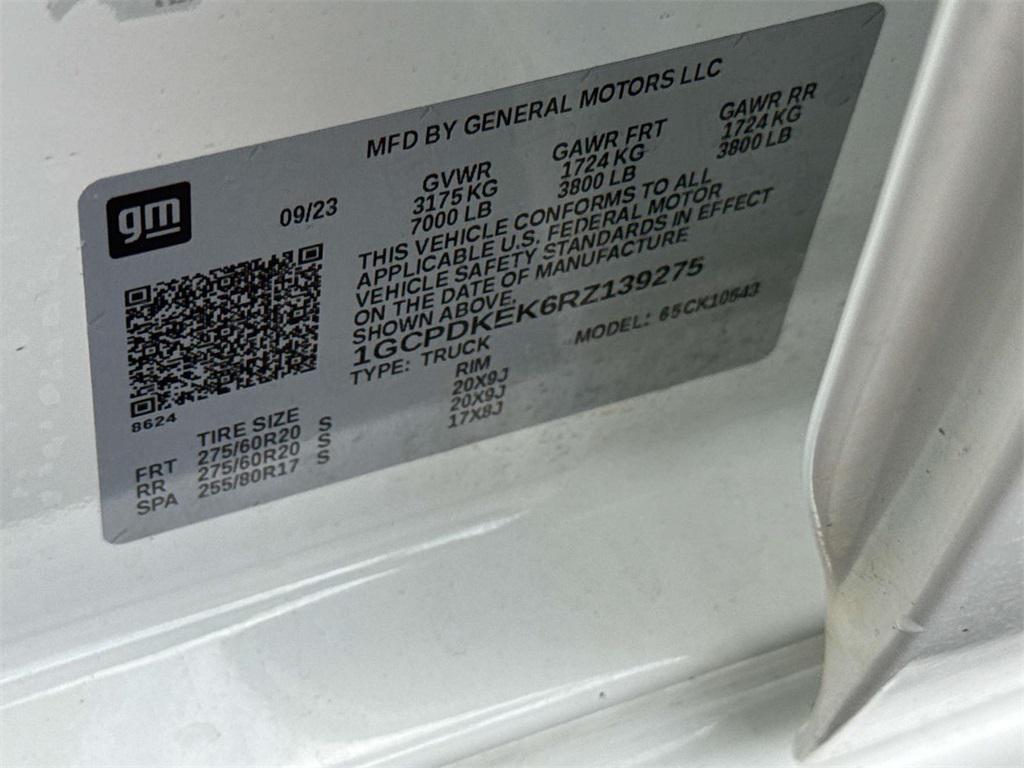 MFD BY GENERAL MOTORS LLC
gm
09/23
GVWR
3175 KG
7000 LB
GAWR FRT
1724 KG
3800 LB
GAWR RR
1724 KG
3800 LB
THIS VEHICLE CONFORMS TO ALL
APPLICABLE U.S. FEDERAL MOTOR
VEHICLE SAFETY STANDARDS IN EFFECT
ON THE DATE OF MANUFACTURE
SHOWN ABOVE.
1GCPDKEK6RZ139275
TYPE: TRUCK
MODEL: 65CK10543
8624
TIRE SIZE RIM
FRT 275/60R20 S 20X9J
RR 275/60R20 S 20X9J
SPA 255/80R17 S 17X8J